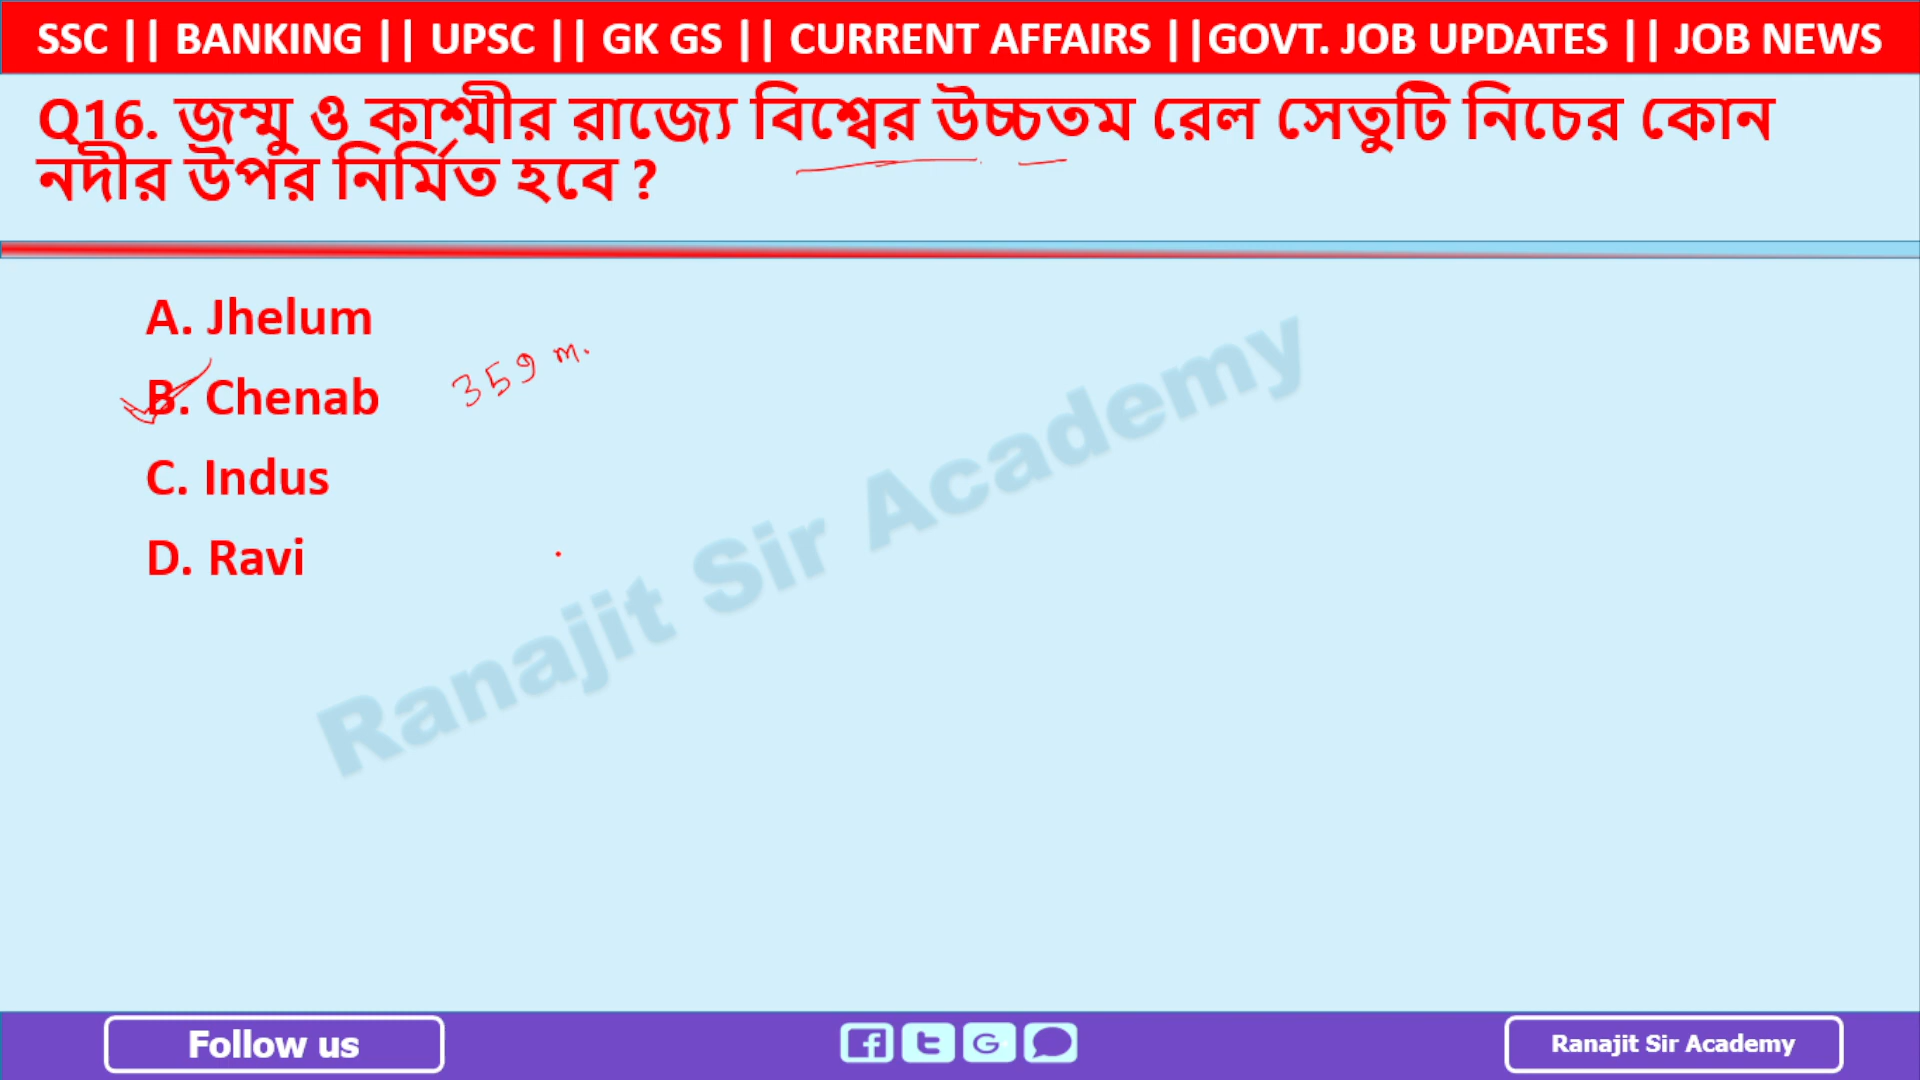 SSC || BANKING || UPSC || GK GS || CURRENT AFFAIRS ||GOVT. JOB UPDATES || JOB NEWS
Q16. জম্মু ও কাশ্মীর রাজ্যে বিশ্বের উচ্চতম রেল সেতুটি নিচের কোন
নদীর উপর নির্মিত হবে ?
A. Jhelum
B. Chenab
359 m.
C. Indus
D. Ravi
Ranajit Sir Academy
Follow us
Ranajit Sir Academy